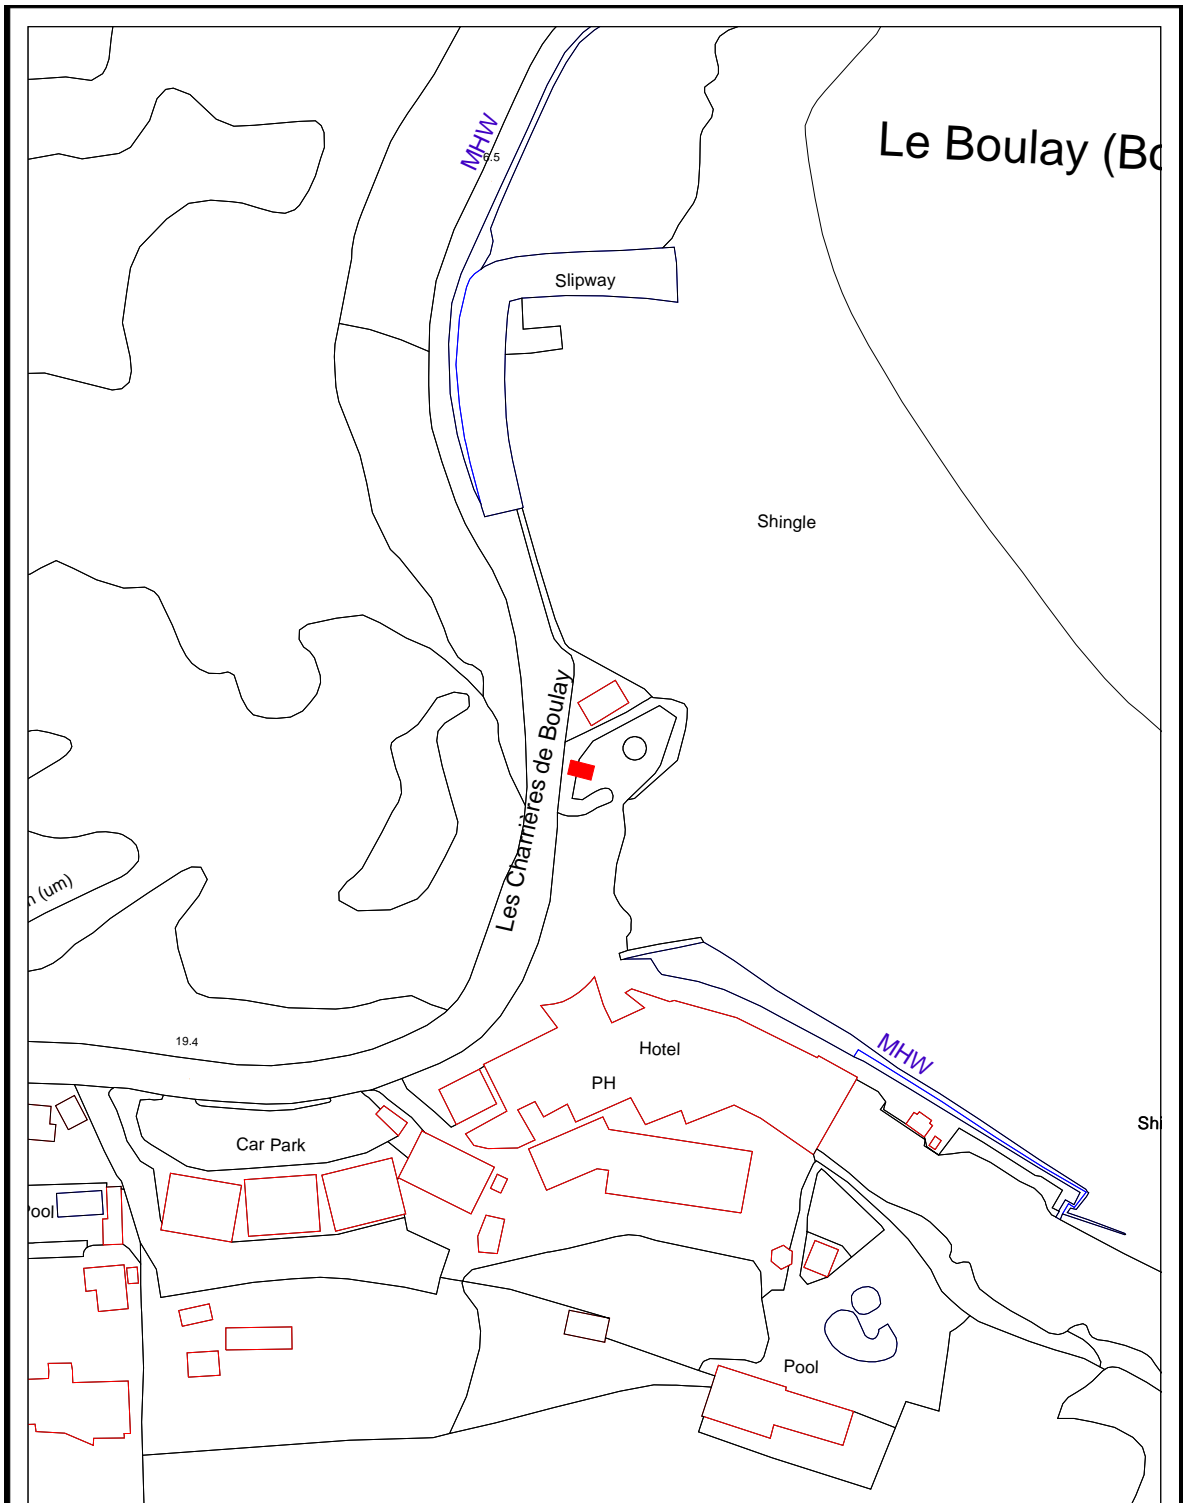 MHW
6.5
Le Boulay (Bo
Slipway
Shingle
Les Charrières de Boulay
(um)
19.4
Hotel
MHW
PH
Car Park
Shi
Pool
Pool